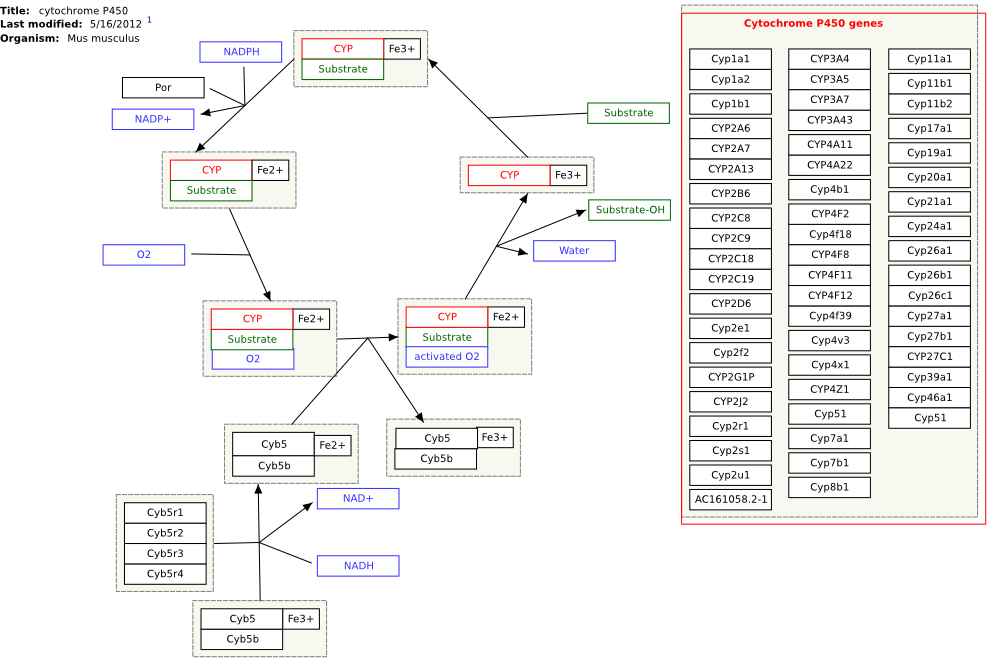 Title: cytochrome P450
Last modified: 5/16/2012 1
Organism: Mus musculus
NADPH
Por
NADP+
CYP Fe3+
Substrate
Substrate
CYP Fe2+
Substrate
CYP Fe3+
Substrate-OH
Water
O2
CYP Fe2+
Substrate
O2
CYP Fe2+
Substrate
activated O2
Cyb5 Fe2+
Cyb5b
Cyb5 Fe3+
Cyb5b
NAD+
Cyb5r1
Cyb5r2
Cyb5r3
Cyb5r4
NADH
Cyb5 Fe3+
Cyb5b
Cytochrome P450 genes
Cyp1a1
Cyp1a2
Cyp1b1
CYP2A6
CYP2A7
CYP2A13
CYP2B6
CYP2C8
CYP2C9
CYP2C18
CYP2C19
CYP2D6
Cyp2e1
Cyp2f2
CYP2G1P
CYP2J2
Cyp2r1
Cyp2s1
Cyp2u1
AC161058.2-1
CYP3A4
CYP3A5
CYP3A7
CYP3A43
CYP4A11
CYP4A22
Cyp4b1
CYP4F2
Cyp4f18
CYP4F8
CYP4F11
CYP4F12
Cyp4f39
Cyp4v3
Cyp4x1
CYP4Z1
Cyp51
Cyp7a1
Cyp7b1
Cyp8b1
Cyp11a1
Cyp11b1
Cyp11b2
Cyp17a1
Cyp19a1
Cyp20a1
Cyp21a1
Cyp24a1
Cyp26a1
Cyp26b1
Cyp26c1
Cyp27a1
Cyp27b1
CYP27C1
Cyp39a1
Cyp46a1
Cyp51